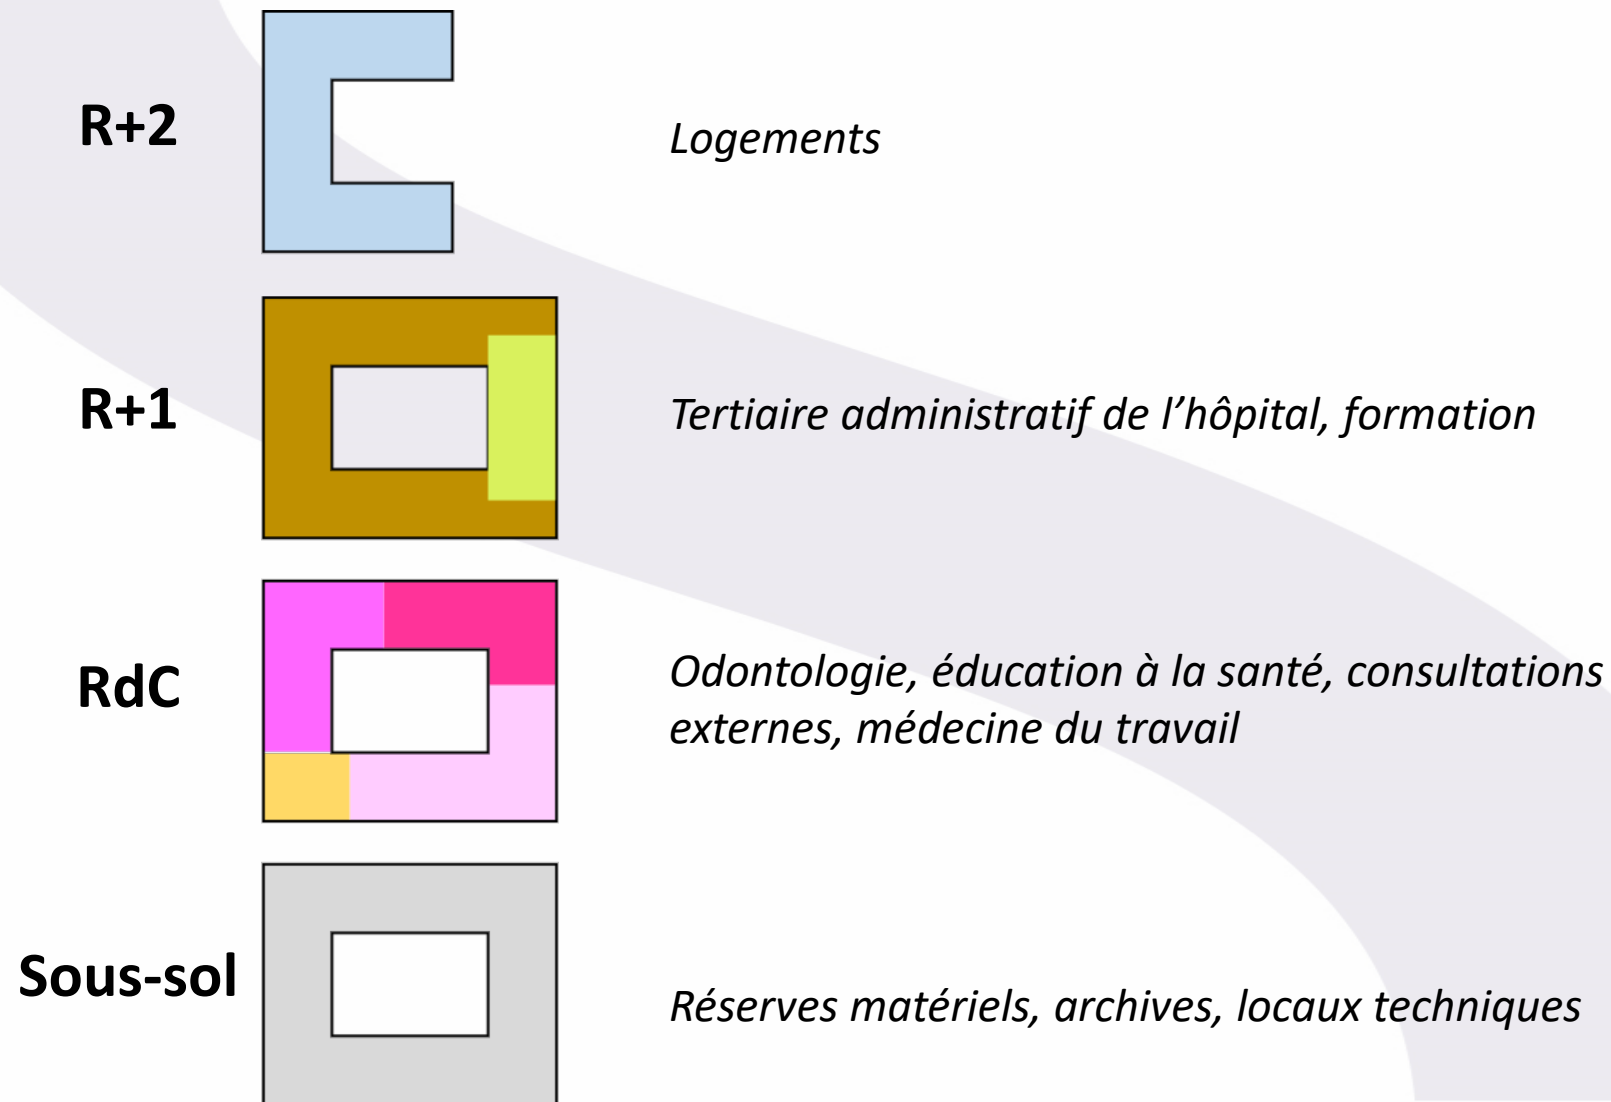 R+2
Logements
R+1
Tertiaire administratif de l’hôpital, formation
RdC
Odontologie, éducation à la santé, consultations
externes, médecine du travail
Sous-sol
Réserves matériels, archives, locaux techniques